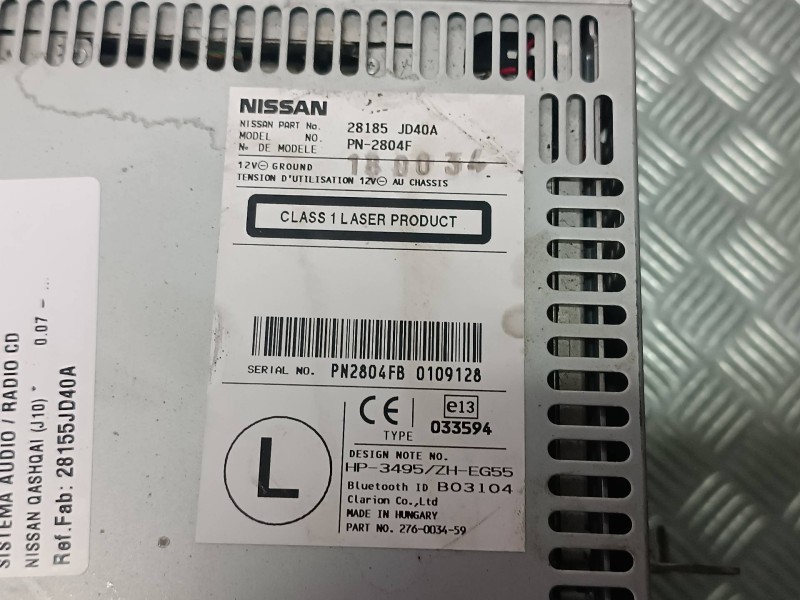 NISSAN
NISSAN PART No. 28185 JD40A
MODEL NO. PN-2804F
No DE MODELE
12V⊖ GROUND 180034
TENSION D'UTILISATION 12V⊖ AU CHASSIS
CLASS 1 LASER PRODUCT
SERIAL NO. PN2804FB 0109128
L
CE e13
TYPE 033594
DESIGN NOTE NO.
HP-3495/ZH-EG55
Bluetooth ID B03104
Clarion Co.,Ltd
MADE IN HUNGARY
PART NO. 276-0034-59
SISTEMA AUDIO / RADIO CD
NISSAN QASHQAI (J10) * 0.07 - ...
Ref.Fab: 28155JD40A